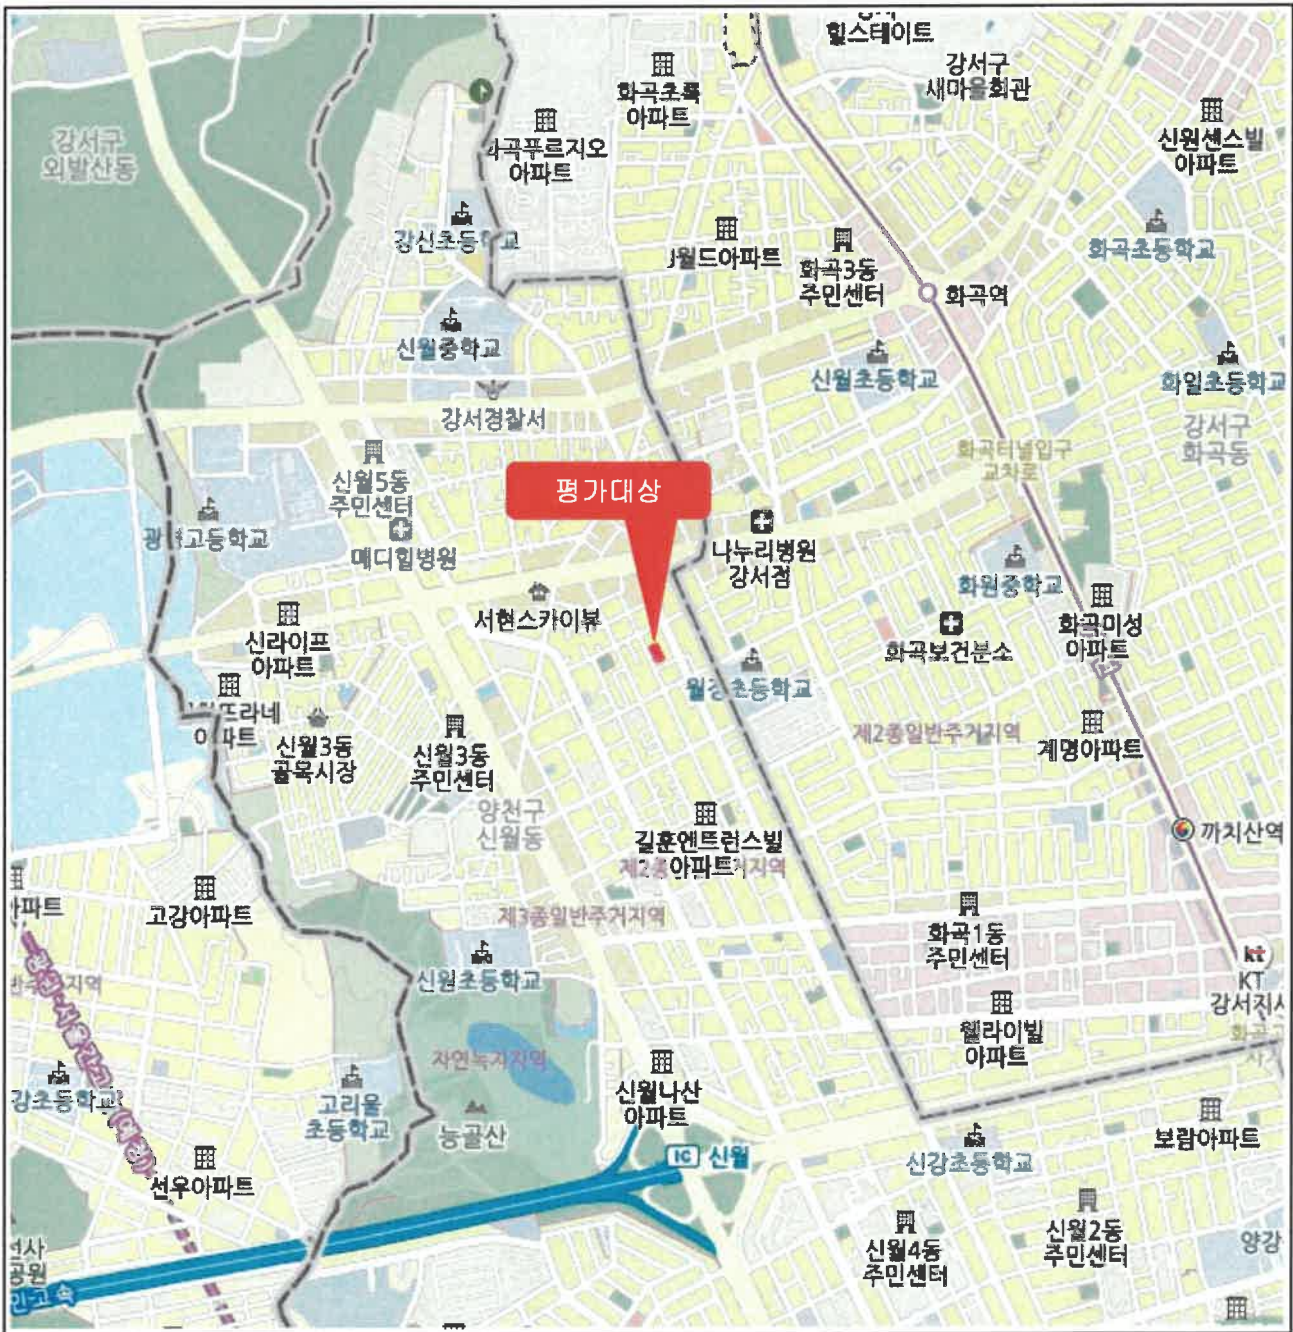 힐스테이트
강서구
새마을회관
화곡초록
아파트
신원센스빌
아파트
강서구
외발산동
화곡푸르지오
아파트
강신초등학교
월드아파트
화곡3동
주민센터
화곡초등학교
화곡역
신월중학교
신월초등학교
화일초등학교
강서경찰서
강서구
화곡동
화곡터널입구
교차로
신월5동
주민센터
평가대상
광영고등학교
메디힐병원
나누리병원
강서점
화원중학교
서현스카이뷰
신라이프
아파트
화곡보건분소
화곡미성
아파트
월정초등학교
아파트
신월3동
골목시장
신월3동
주민센터
제2종일반주거지역
계명아파트
양천구
신월동
길훈엔트런스빌
아파트
까치산역
아파트
고강아파트
제3종일반주거지역
화곡1동
주민센터
신원초등학교
kt
KT
강서지사
웰라이빌
아파트
자연녹지지역
신월나산
아파트
강초등학교
고리울
초등학교
능골산
보람아파트
IC 신월
신강초등학교
선우아파트
신월4동
주민센터
신월2동
주민센터
양강
공원